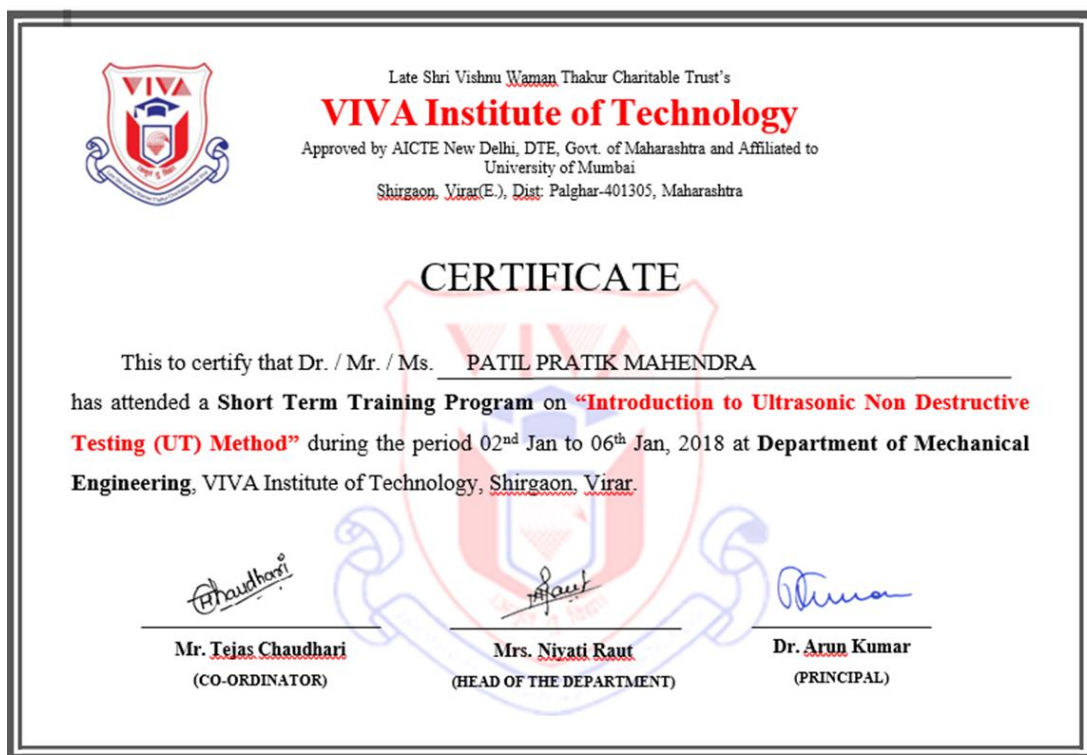 VIVA
Late Shri Vishnu Waman Thakur Charitable Trust's
VIVA Institute of Technology
Approved by AICTE New Delhi, DTE, Govt. of Maharashtra and Affiliated to
University of Mumbai
Shirgaon, Virar(E.), Dist: Palghar-401305, Maharashtra
CERTIFICATE
This to certify that Dr. / Mr. / Ms. PATIL PRATIK MAHENDRA
has attended a Short Term Training Program on “Introduction to Ultrasonic Non Destructive
Testing (UT) Method” during the period 02nd Jan to 06th Jan, 2018 at Department of Mechanical
Engineering, VIVA Institute of Technology, Shirgaon, Virar.
Chaudhari
Raut
Mr. Tejas Chaudhari
Mrs. Niyati Raut
Dr. Arun Kumar
(CO-ORDINATOR)
(HEAD OF THE DEPARTMENT)
(PRINCIPAL)